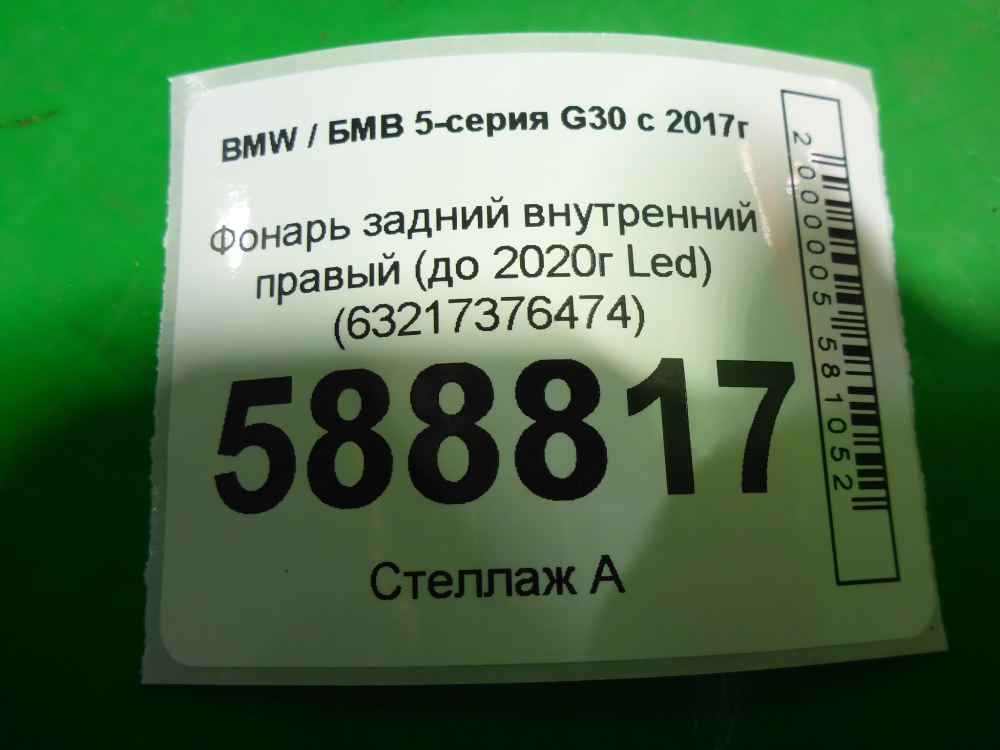 BMW / БМВ 5-серия G30 с 2017г
Фонарь задний внутренний
правый (до 2020г Led)
(63217376474)
588817
Стеллаж А
2000005581052